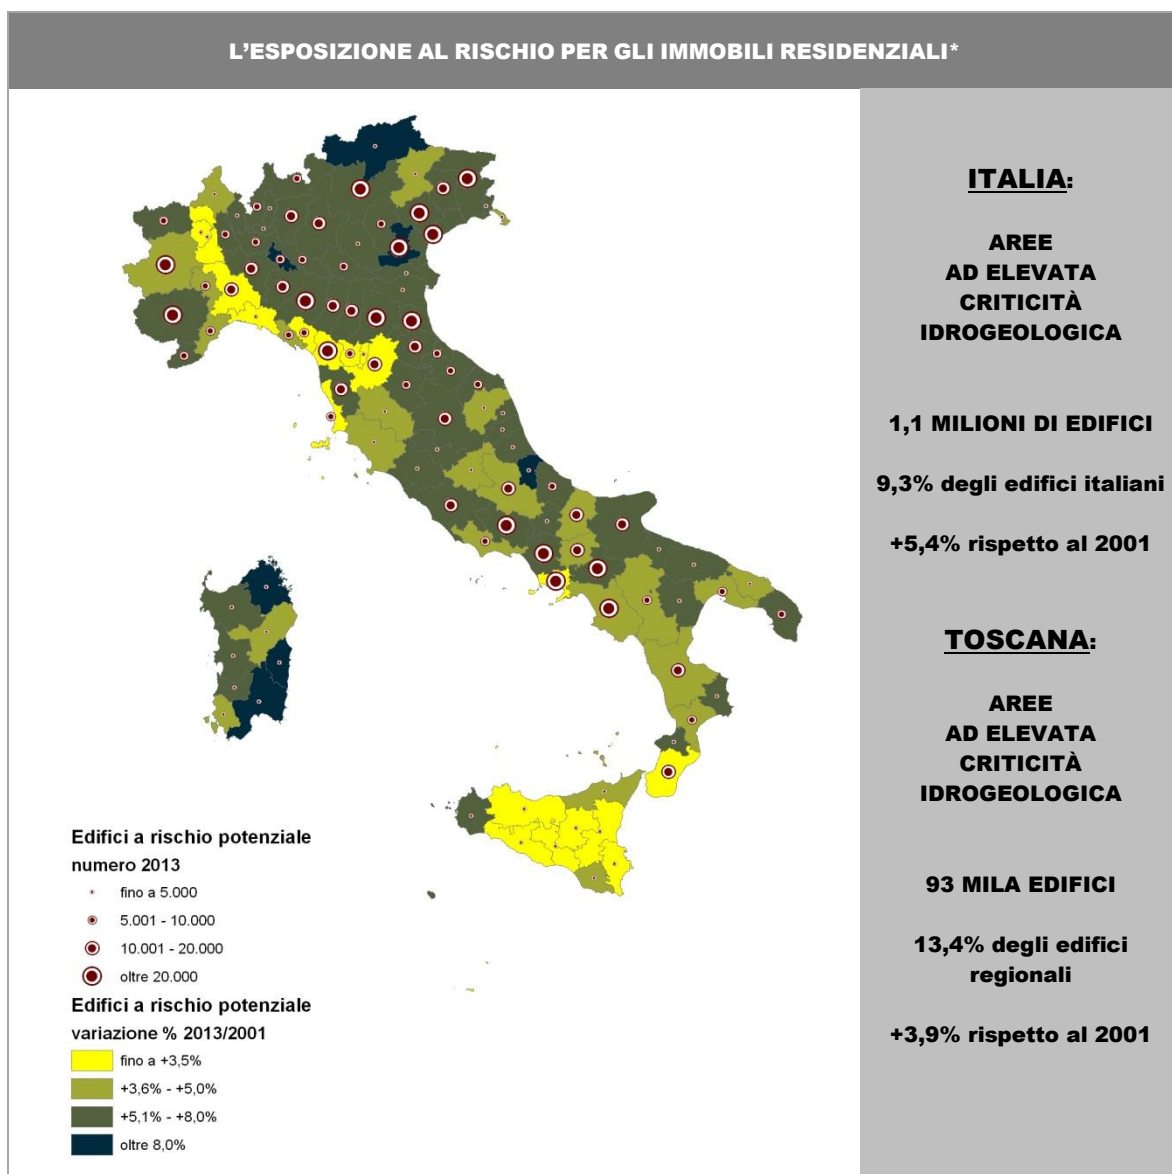 L'ESPOSIZIONE AL RISCHIO PER GLI IMMOBILI RESIDENZIALI*
ITALIA:
AREE
AD ELEVATA
CRITICITÀ
IDROGEOLOGICA
1,1 MILIONI DI EDIFICI
9,3% degli edifici italiani
+5,4% rispetto al 2001
TOSCANA:
AREE
AD ELEVATA
CRITICITÀ
IDROGEOLOGICA
93 MILA EDIFICI
13,4% degli edifici
regionali
+3,9% rispetto al 2001
Edifici a rischio potenziale
numero 2013
fino a 5.000
5.001 - 10.000
10.001 - 20.000
oltre 20.000
Edifici a rischio potenziale
variazione % 2013/2001
fino a +3,5%
+3,6% - +5,0%
+5,1% - +8,0%
oltre 8,0%